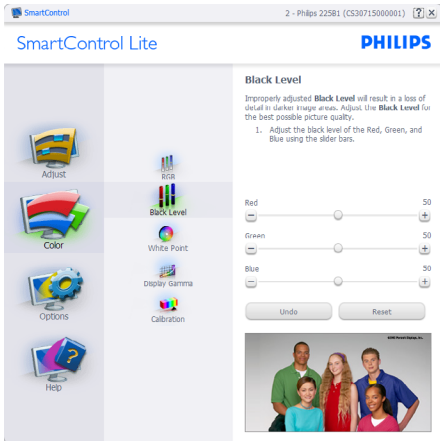 SmartControl
2 - Philips 225B1 (CS30715000001)
SmartControl Lite
PHILIPS
Adjust
Color
Options
Help
RGB
Black Level
White Point
Display Gamma
Calibration
Black Level
Improperly adjusted Black Level will result in a loss of
detail in darker image areas. Adjust the Black Level for
the best possible picture quality.
1. Adjust the black level of the Red, Green, and
Blue using the slider bars.
Red 50
Green 50
Blue 50
Undo
Reset